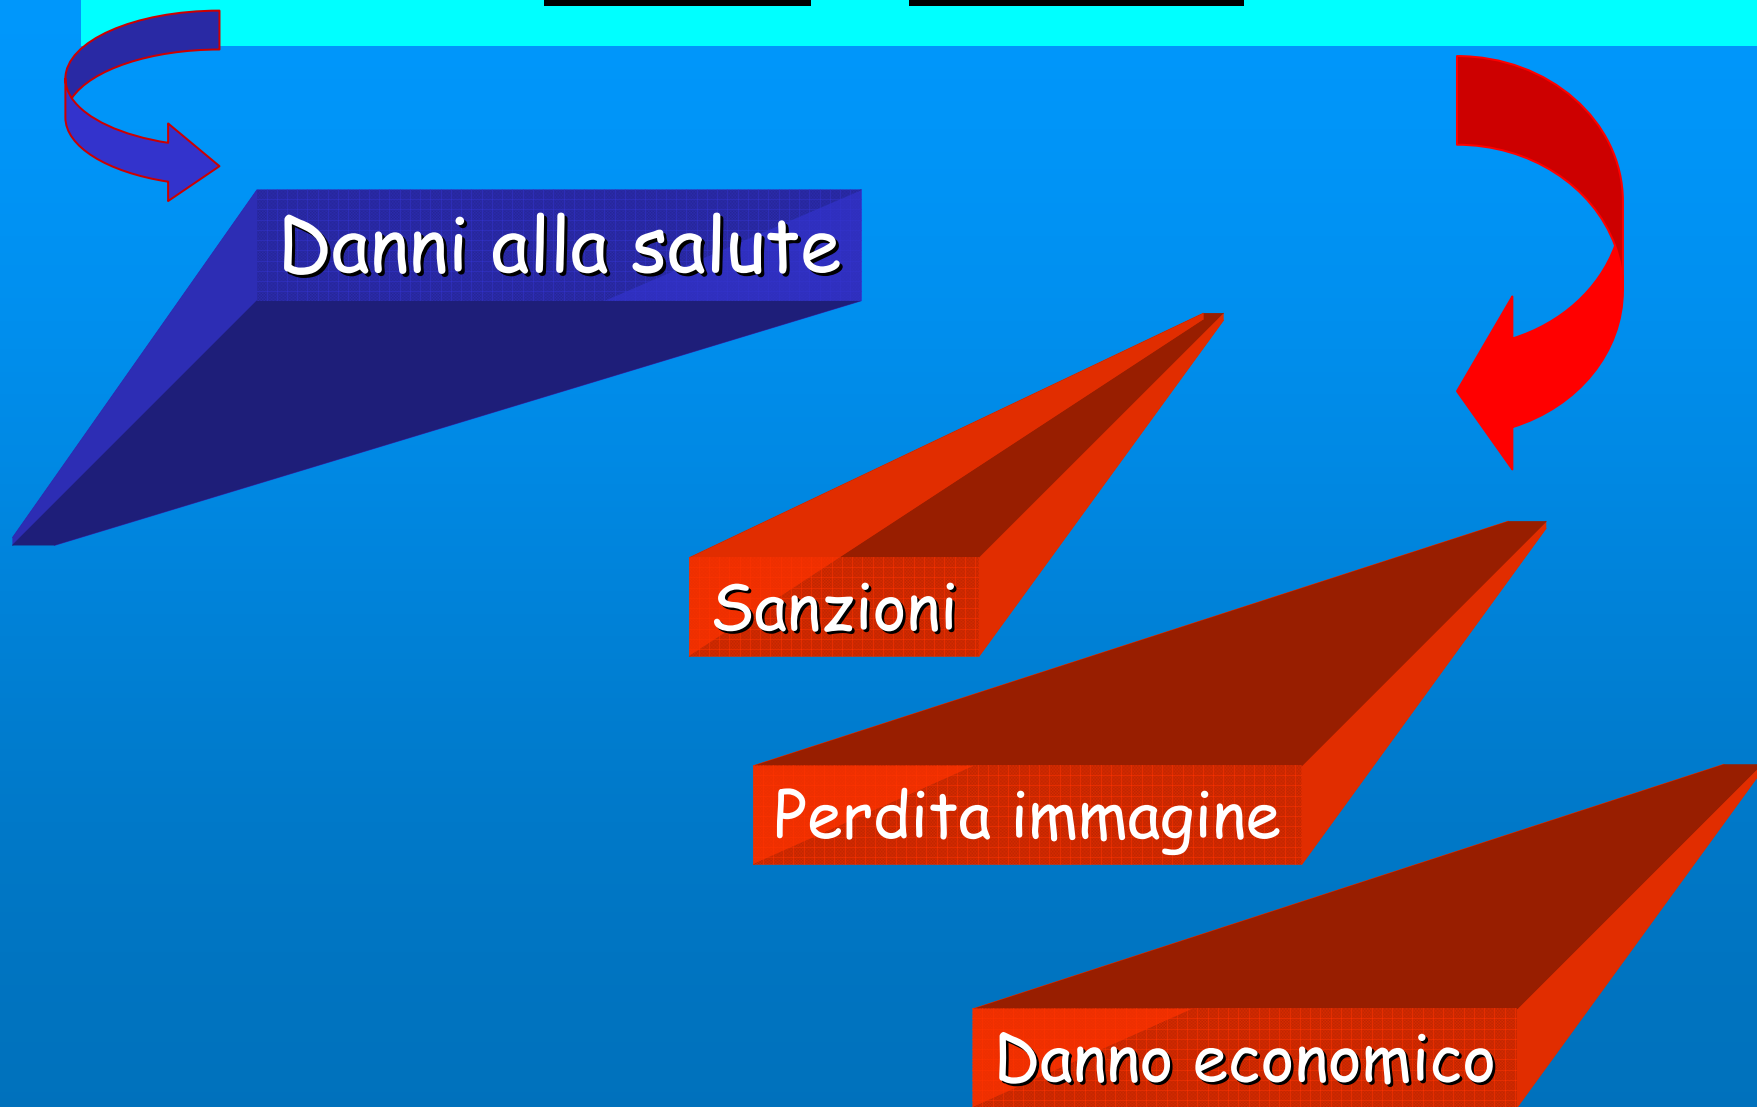 Danni alla salute
Sanzioni
Perdita immagine
Danno economico